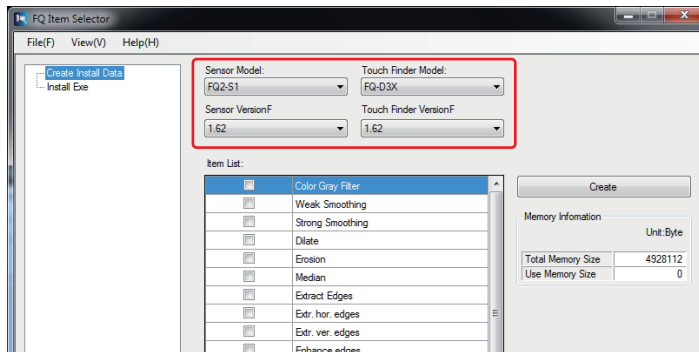 FQ Item Selector
File(F) View(V) Help(H)
Create Install Data
Install Exe
Sensor Model: Touch Finder Model:
FQ2-S1 FQ-D3X
Sensor VersionF Touch Finder VersionF
1.62 1.62
Item List:
Color Gray Filter
Weak Smoothing
Strong Smoothing
Dilate
Erosion
Median
Extract Edges
Extr. hor. edges
Extr. ver. edges
Enhance edges
Create
Memory Infomation
Unit:Byte
Total Memory Size 4928112
Use Memory Size 0